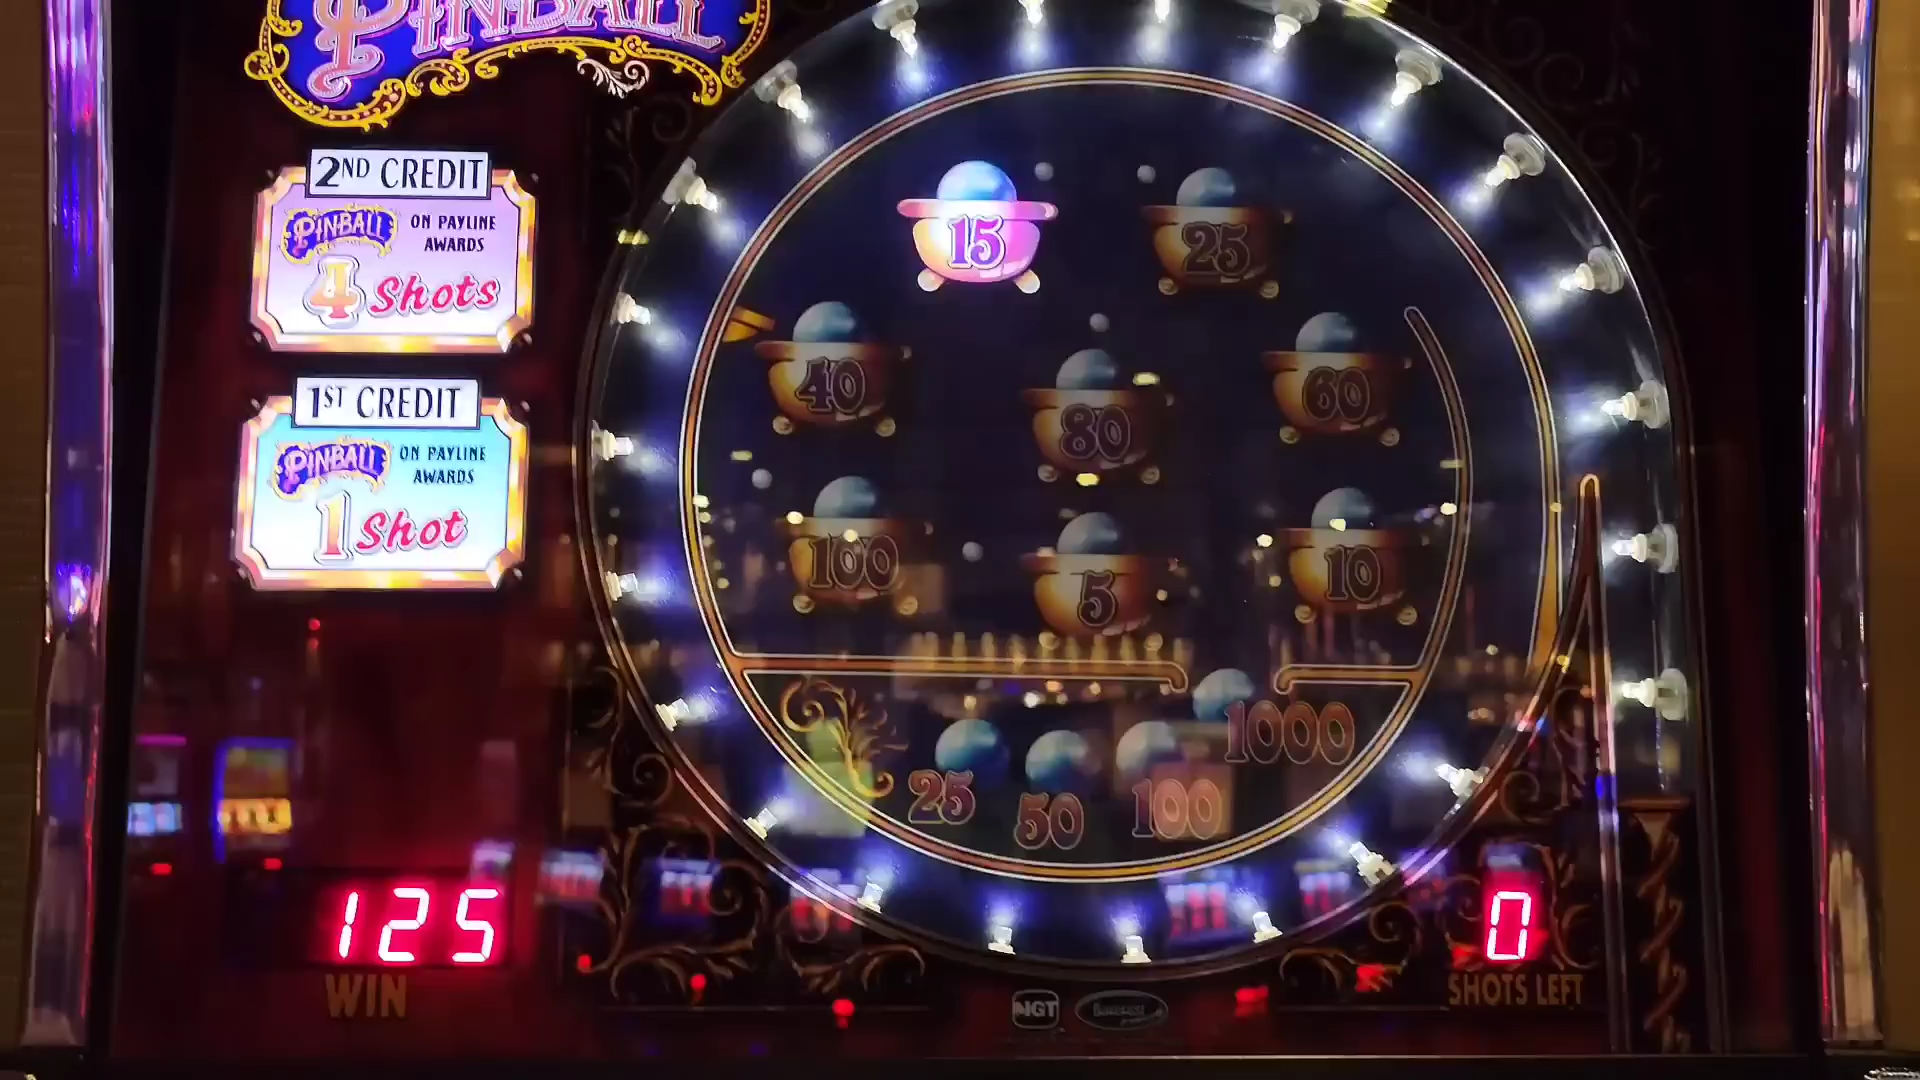 PINBALL
2ND CREDIT
PINBALL ON PAYLINE
AWARDS
4 Shots
1ST CREDIT
PINBALL ON PAYLINE
AWARDS
1 Shot
15
25
40
80
60
100
5
10
25
50
100
1000
125
WIN
0
SHOTS LEFT